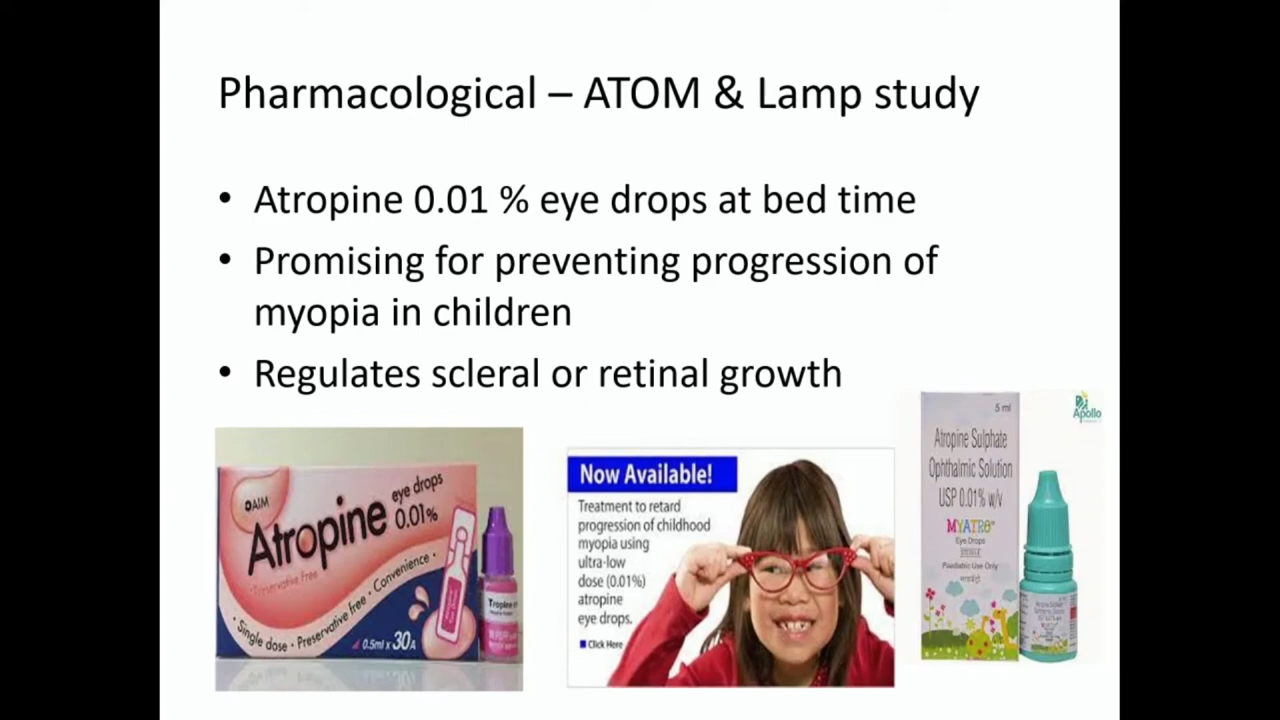 Pharmacological – ATOM & Lamp study
• Atropine 0.01 % eye drops at bed time
• Promising for preventing progression of
myopia in children
• Regulates scleral or retinal growth
AIM
Atropine eye drops
0.01%
Preservative free
• Single dose • Preservative free • Convenience •
0.5ml x 30A
Tropine
Now Available!
Treatment to retard
progression of childhood
myopia using
ultra-low
dose (0.01%)
atropine
eye drops.
Click Here
5 ml
Atropine Sulphate
Ophthalmic Solution
USP 0.01% w/v
MYATRO
Eye Drops
Paediatric Use Only
Apollo